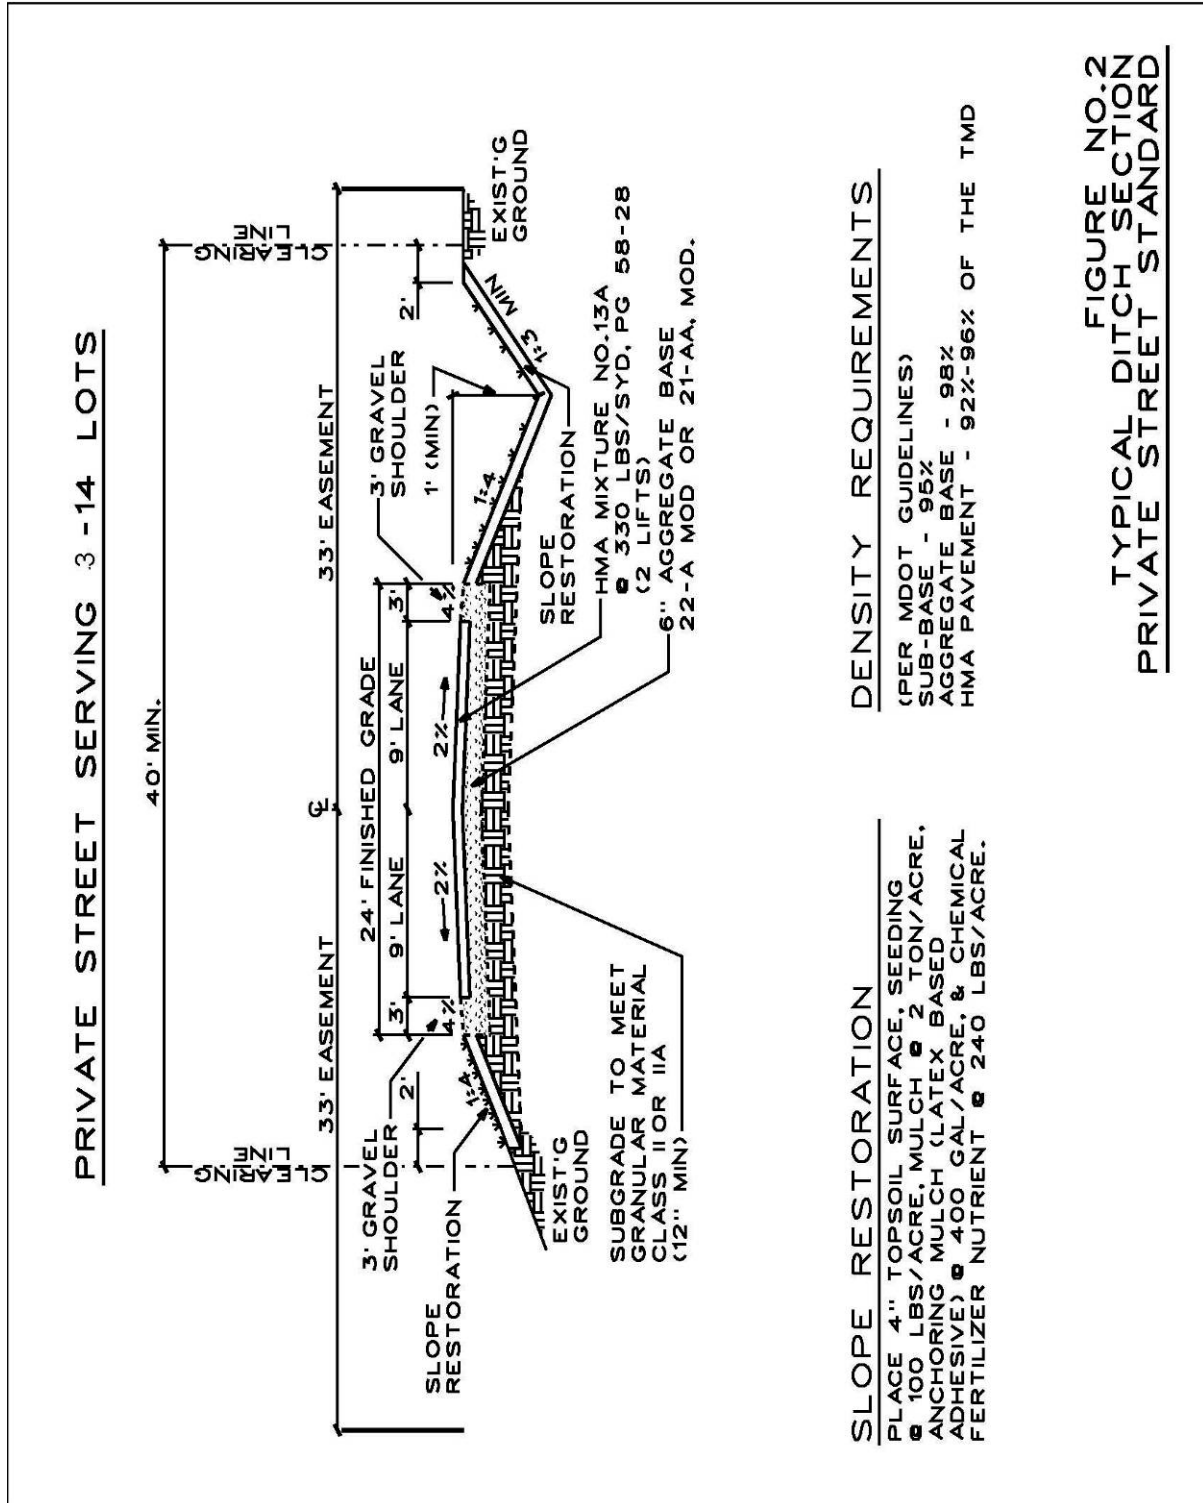 PRIVATE STREET SERVING 3-14 LOTS
40' MIN.
CLEARING
LINE
CLEARING
LINE
33' EASEMENT
℄
33' EASEMENT
3' GRAVEL
SHOULDER
2'
24' FINISHED GRADE
3'
9' LANE
9' LANE
3'
3' GRAVEL
SHOULDER
1' (MIN)
2'
4%
2%
2%
4%
SLOPE
RESTORATION
1:4
1:4
1:3 MIN
EXIST'G
GROUND
EXIST'G
GROUND
SLOPE
RESTORATION
SUBGRADE TO MEET
GRANULAR MATERIAL
CLASS II OR IIA
(12" MIN)
HMA MIXTURE NO.13A
@ 330 LBS/SYD, PG 58-28
(2 LIFTS)
6" AGGREGATE BASE
22-A MOD OR 21-AA, MOD.
SLOPE RESTORATION
PLACE 4" TOPSOIL SURFACE, SEEDING
@ 100 LBS/ACRE, MULCH @ 2 TON/ACRE,
ANCHORING MULCH (LATEX BASED
ADHESIVE) @ 400 GAL/ACRE, & CHEMICAL
FERTILIZER NUTRIENT @ 240 LBS/ACRE.
DENSITY REQUIREMENTS
(PER MDOT GUIDELINES)
SUB-BASE - 95%
AGGREGATE BASE - 98%
HMA PAVEMENT - 92%-96% OF THE TMD
FIGURE NO.2
TYPICAL DITCH SECTION
PRIVATE STREET STANDARD